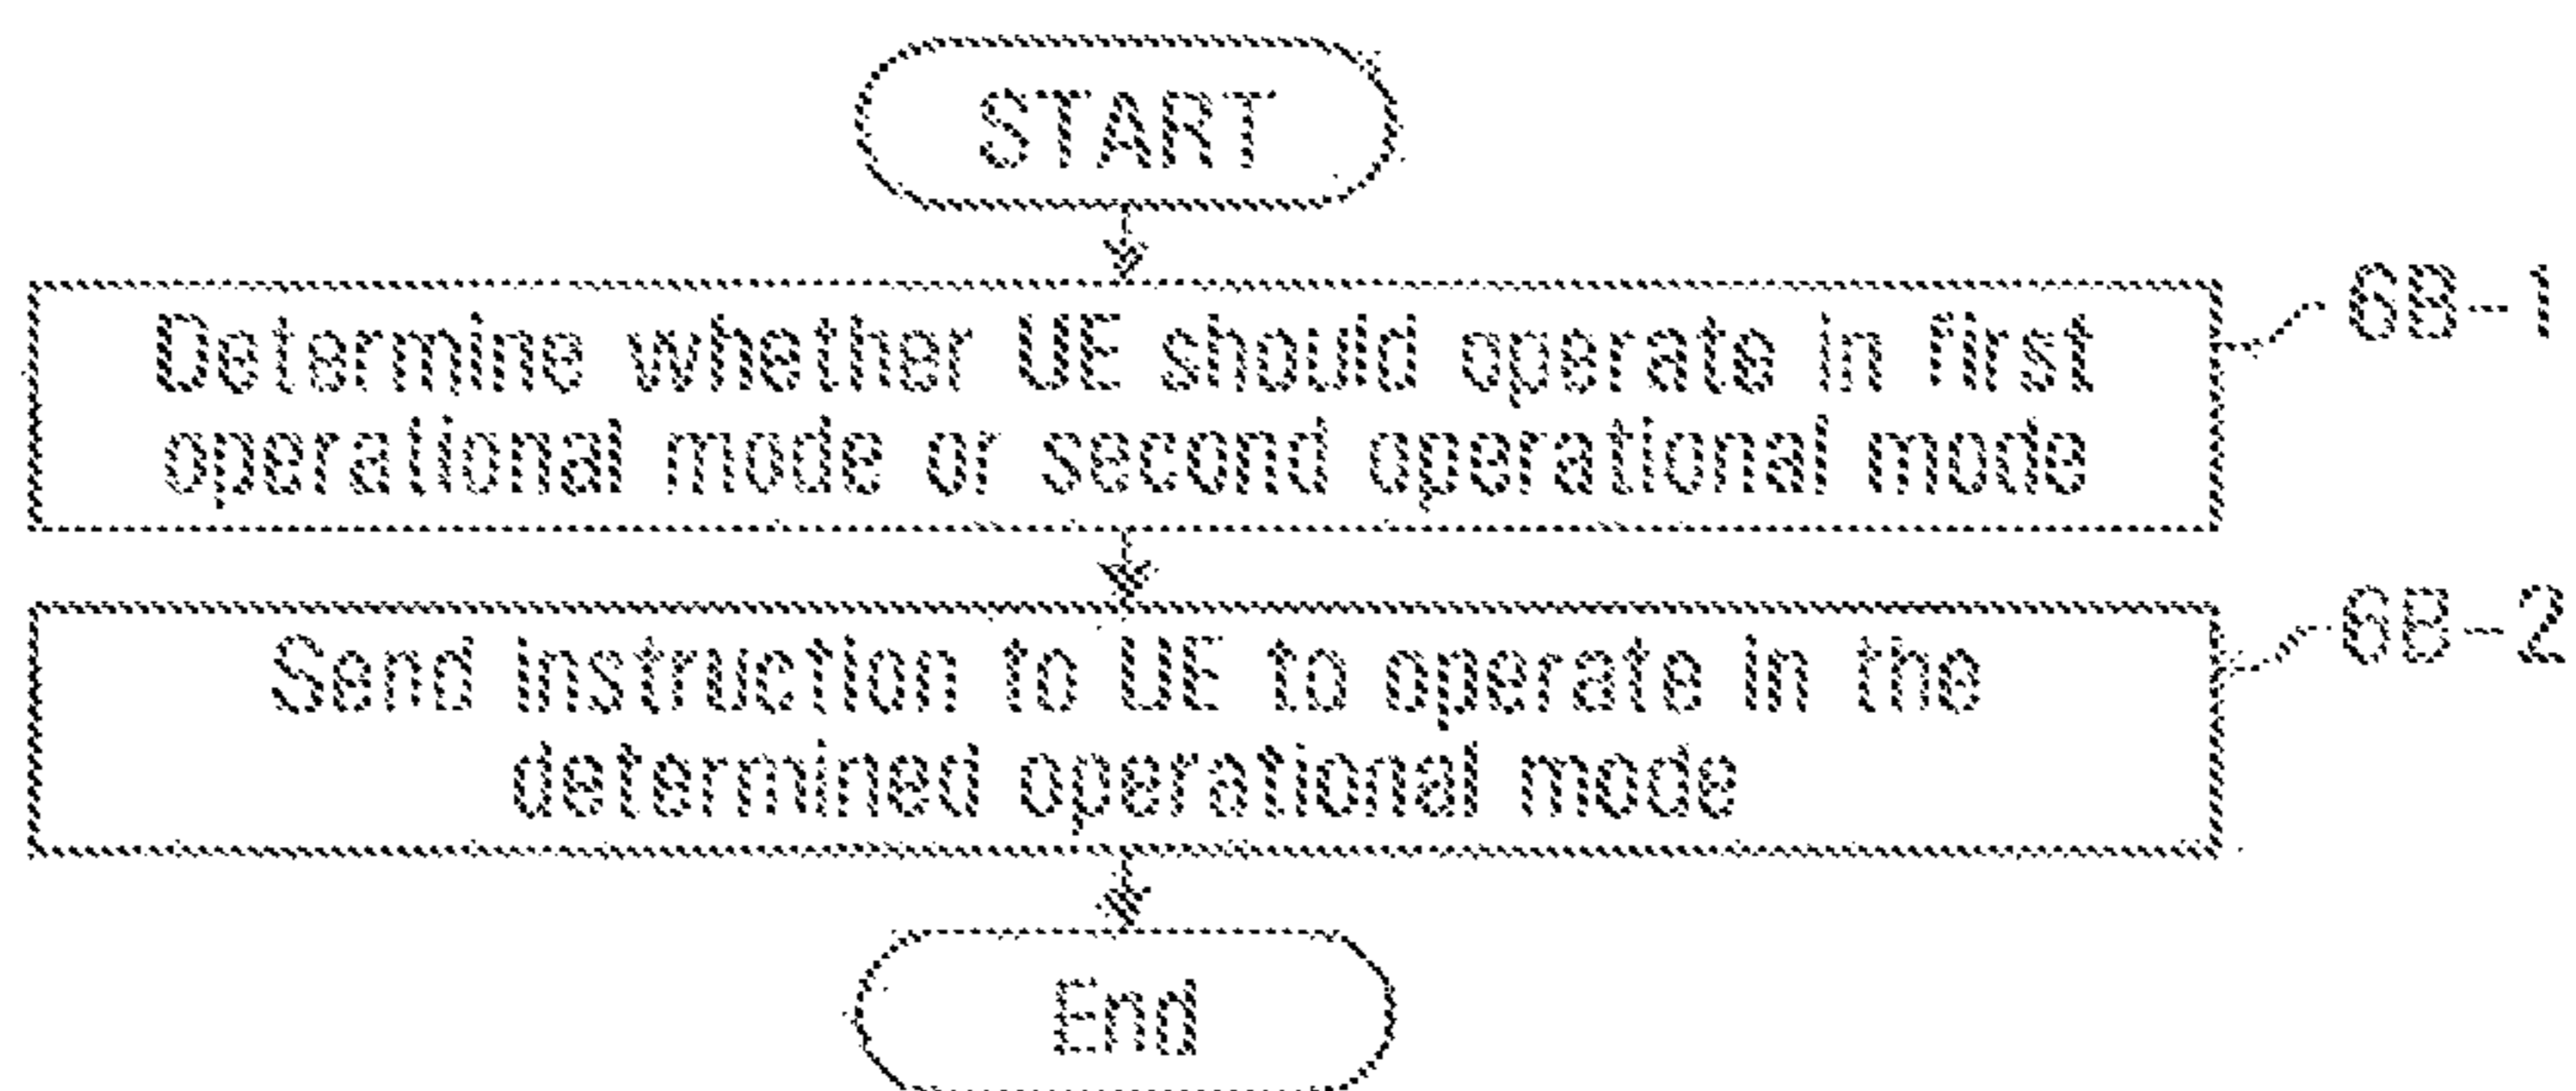 START
Determine whether UE should operate in first
operational mode or second operational mode
6B-1
Send instruction to UE to operate in the
determined operational mode
6B-2
End